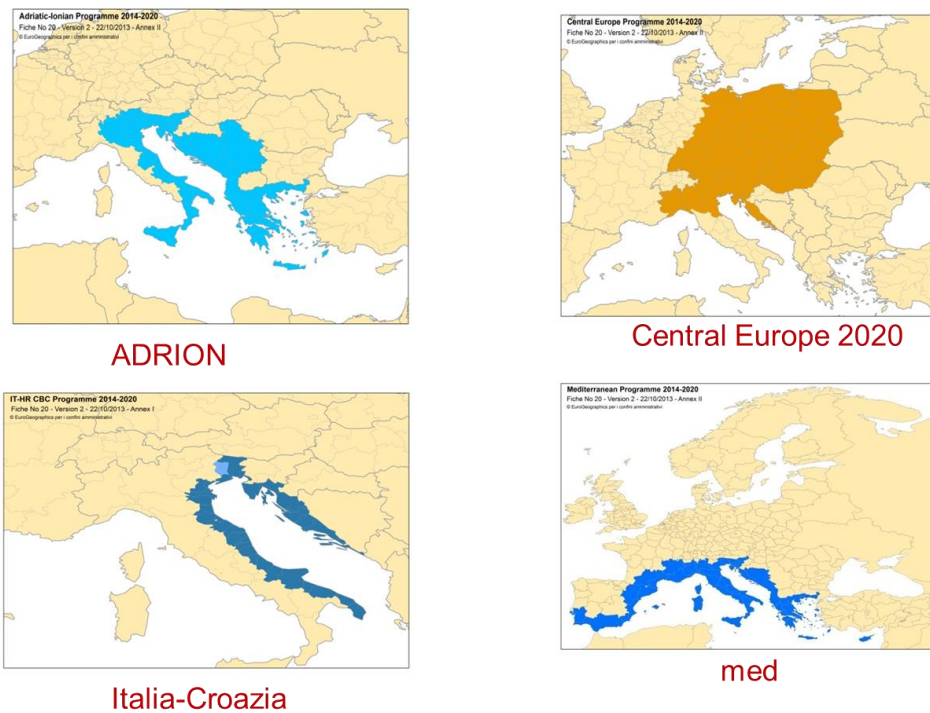 Adriatic-Ionian Programme 2014-2020
Fiche No 20 - Version 2 - 22/10/2013 - Annex II
© EuroGeographics per i confini amministrativi
ADRION
Central Europe Programme 2014-2020
Fiche No 20 - Version 2 - 22/10/2013 - Annex II
© EuroGeographics per i confini amministrativi
Central Europe 2020
IT-HR CBC Programme 2014-2020
Fiche No 20 - Version 2 - 22/10/2013 - Annex I
© EuroGeographics per i confini amministrativi
Italia-Croazia
Mediterranean Programme 2014-2020
Fiche No 20 - Version 2 - 22/10/2013 - Annex II
© EuroGeographics per i confini amministrativi
med